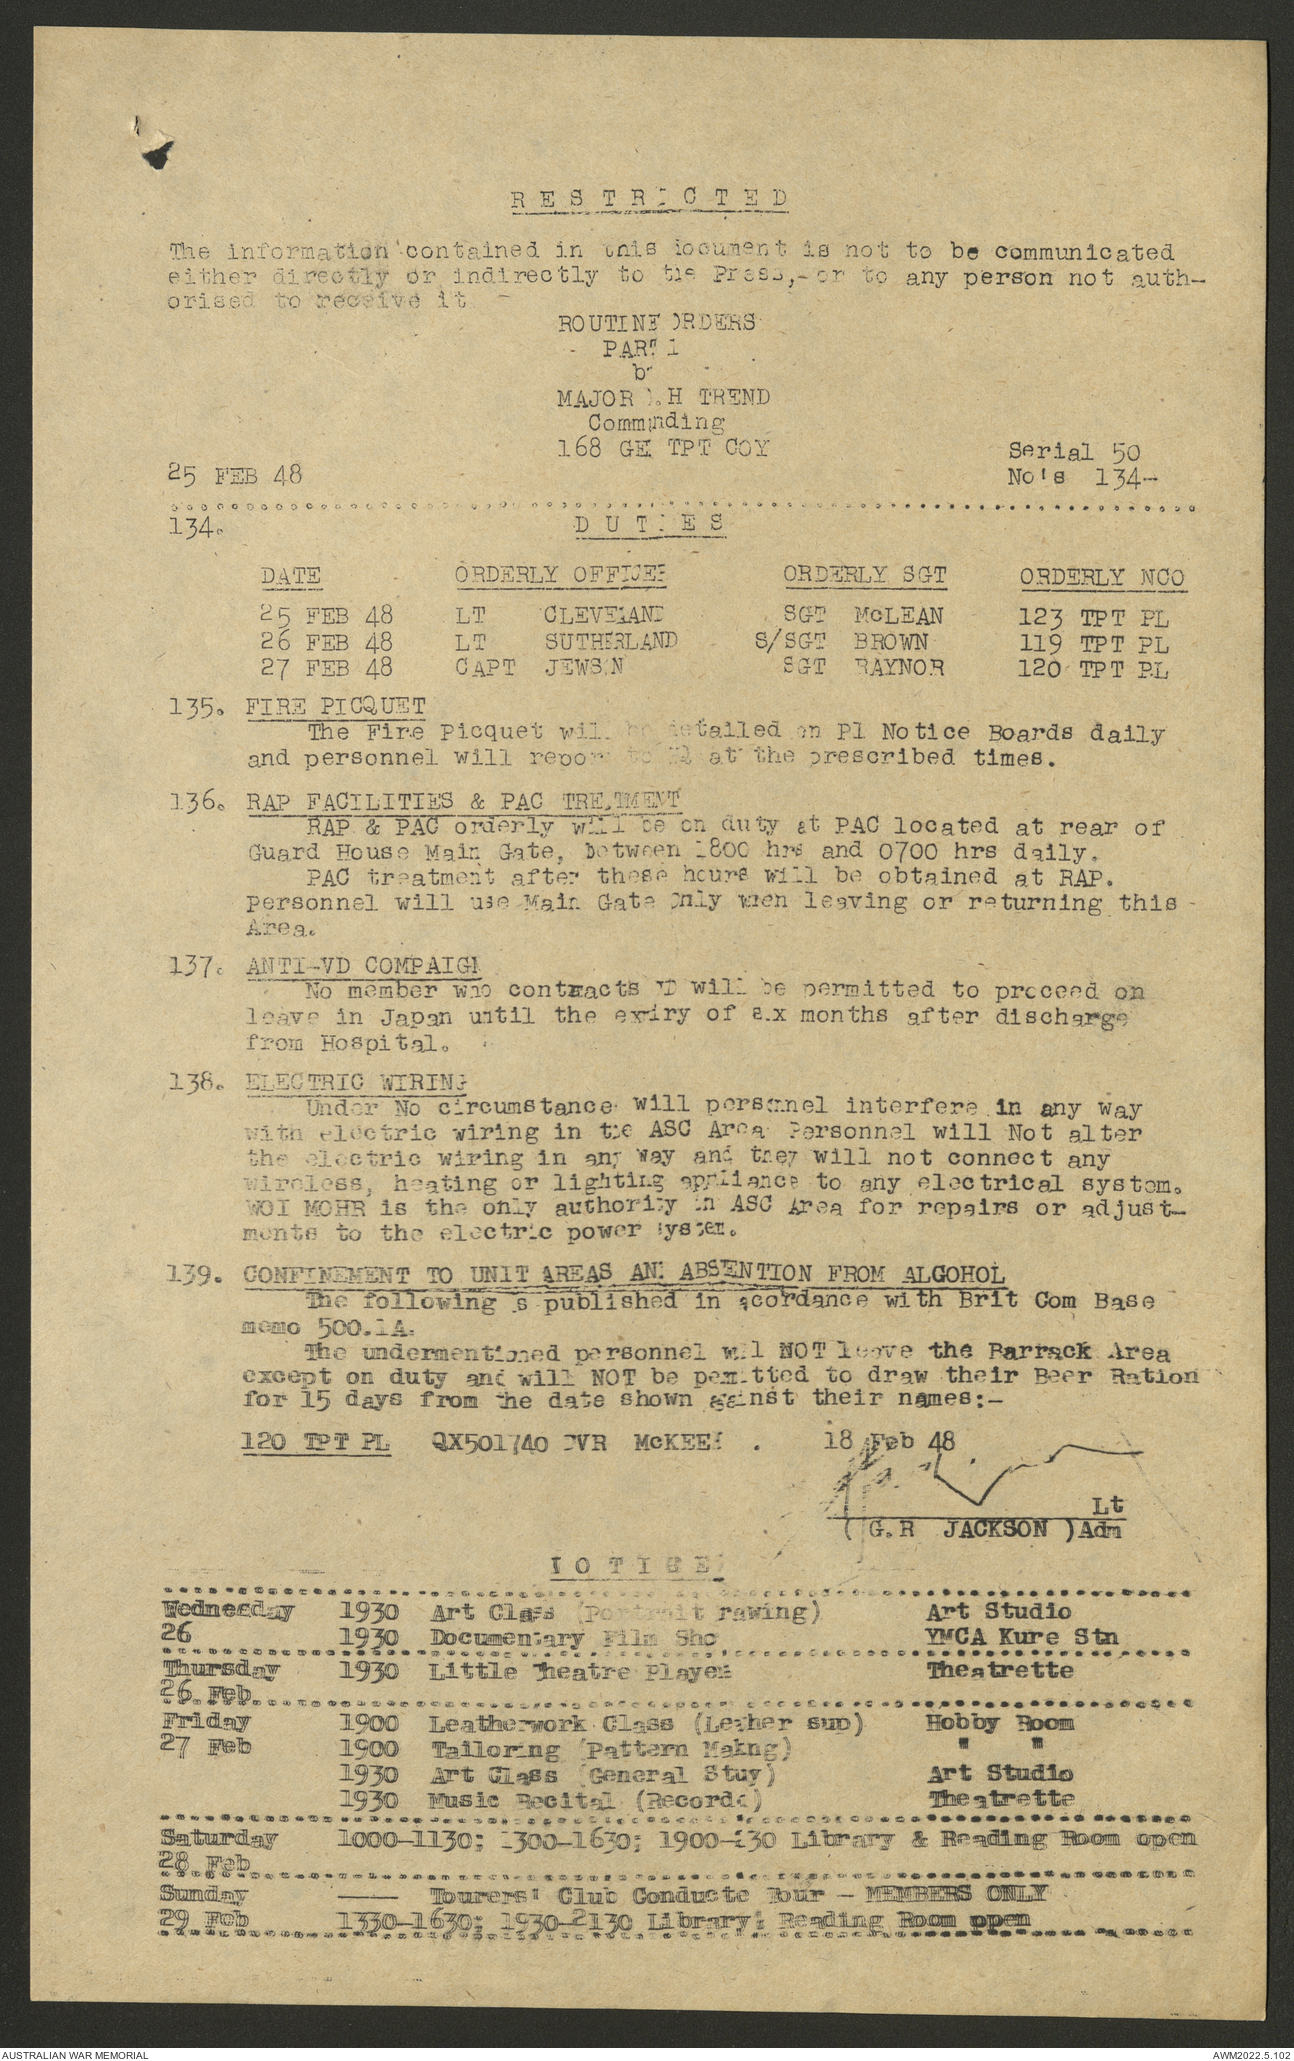 RESTRICTED
The information contained in this document is not to be communicated
either directly or indirectly to the Press,- or to any person not auth-
orised to receive it
ROUTINE ORDERS
PART 1
by
MAJOR H TREND
Commanding
168 GEN TPT COY
Serial 50
25 FEB 48
No's 134-
134.
DUTIES
DATE ORDERLY OFFICER ORDERLY SGT ORDERLY NCO
25 FEB 48 LT CLEVELAND SGT McLEAN 123 TPT PL
26 FEB 48 LT SUTHERLAND S/SGT BROWN 119 TPT PL
27 FEB 48 CAPT JEWSON SGT RAYNOR 120 TPT PL
135. FIRE PICQUET
The Fire Picquet will be detailed on Pl Notice Boards daily
and personnel will report to at the prescribed times.
136. RAP FACILITIES & PAC TREATMENT
RAP & PAC orderly will be on duty at PAC located at rear of
Guard House Main Gate, between 1800 hrs and 0700 hrs daily.
PAC treatment after these hours will be obtained at RAP.
Personnel will use Main Gate Only when leaving or returning this
Area.
137. ANTI-VD COMPAIGN
No member who contracts VD will be permitted to proceed on
leave in Japan until the expiry of six months after discharge
from Hospital.
138. ELECTRIC WIRING
Under No circumstance will personnel interfere in any way
with electric wiring in the ASC Area Personnel will Not alter
the electric wiring in any way and they will not connect any
wireless, heating or lighting appliance to any electrical system.
WOI MOHR is the only authority in ASC Area for repairs or adjust-
ments to the electric power system.
139. CONFINEMENT TO UNIT AREAS AND ABSENTION FROM ALCOHOL
The following is published in acordance with Brit Com Base
memo 500.1A.
The undermentioned personnel will NOT leave the Barrack Area
except on duty and will NOT be permitted to draw their Beer Ration
for 15 days from the date shown against their names:-
120 TPT PL QX501740 DVR McKEE 18 Feb 48
Lt
(G.R JACKSON )Adm
NOTICE
Wednesday 1930 Art Class (Portrait rawing) Art Studio
26 1930 Documentary Film Sho YMCA Kure Stn
Thursday 1930 Little Theatre Player Theatrette
26 Feb
Friday 1900 Leatherwork Class (Leather sup) Hobby Room
27 Feb 1900 Tailoring (Pattern Makng) " "
1930 Art Class (General Stuy) Art Studio
1930 Music Recital (Records) Theatrette
Saturday 1000-1130; 1300-1630; 1900-2130 Library & Reading Room open
28 Feb
Sunday —— Tourers' Club Conducte Tour - MEMBERS ONLY
29 Feb 1330-1630; 1930-2130 Library & Reading Room open
AUSTRALIAN WAR MEMORIAL
AWM2022.5.102